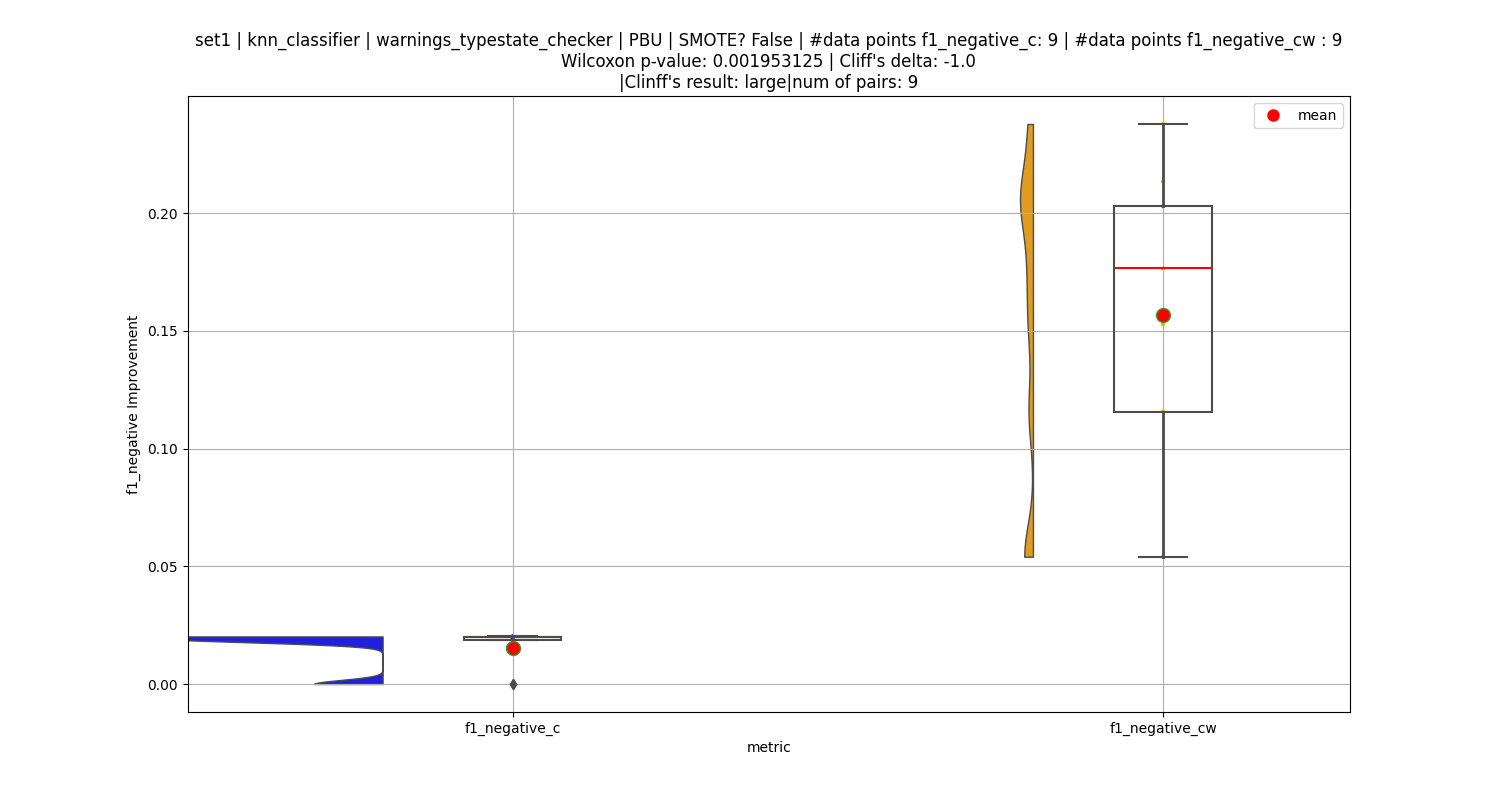 set1 | knn_classifier | warnings_typestate_checker | PBU | SMOTE? False | #data points f1_negative_c: 9 | #data points f1_negative_cw : 9
Wilcoxon p-value: 0.001953125 | Cliff's delta: -1.0
|Clinff's result: large|num of pairs: 9
mean
f1_negative Improvement
0.20
0.15
0.10
0.05
0.00
f1_negative_c
f1_negative_cw
metric